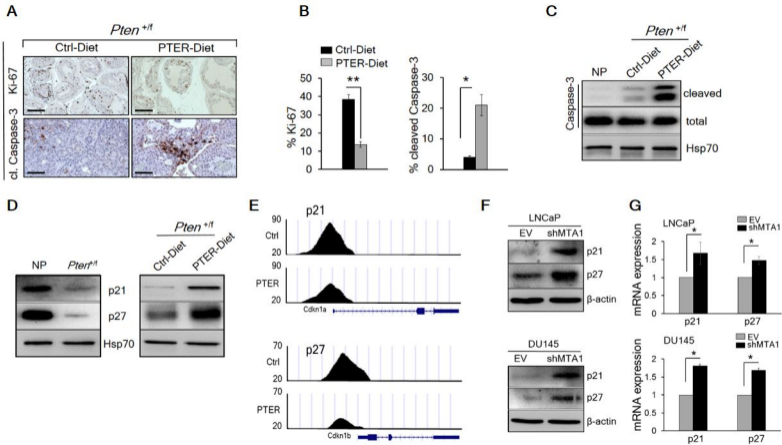 A
Pten +/f
Ctrl-Diet PTER-Diet
Ki-67
cl. Caspase-3
B
Ctrl-Diet
PTER-Diet
% Ki-67
50
40
30
20
10
0
**
% cleaved Caspase-3
30
20
10
0
*
C
Pten +/f
NP Ctrl-Diet PTER-Diet
Caspase-3
cleaved
total
Hsp70
D
Pten +/f
NP Pten+/f Ctrl-Diet PTER-Diet
p21
p27
Hsp70
E
p21
90
Ctrl
20
90
PTER
20
Cdkn1a
p27
70
Ctrl
20
70
PTER
20
Cdkn1b
F
LNCaP
EV shMTA1
p21
p27
β-actin
DU145
EV shMTA1
p21
p27
β-actin
G
LNCaP
EV
shMTA1
mRNA expression
2
1.5
1
0.5
0
* *
p21 p27
DU145
EV
shMTA1
mRNA expression
2
1.5
1
0.5
0
* *
p21 p27